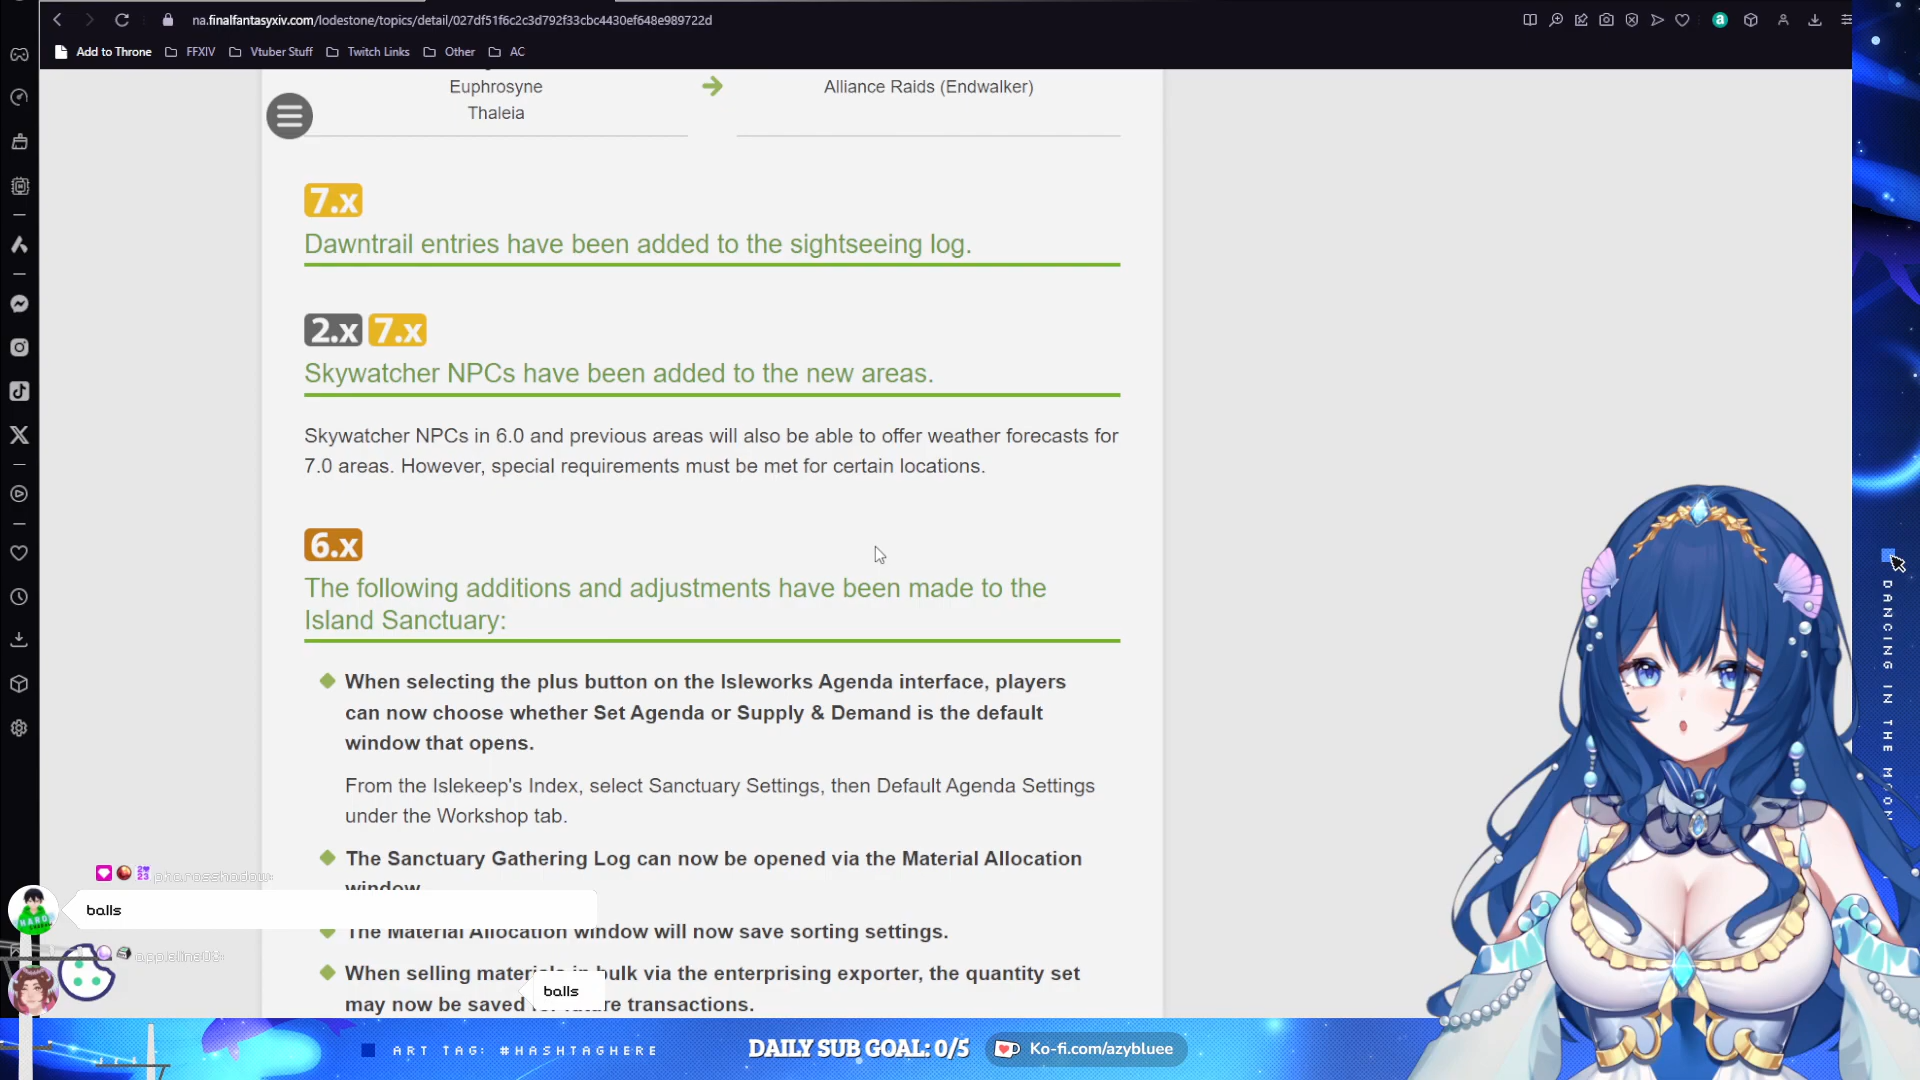 na.finalfantasyxiv.com/lodestone/topics/detail/027df51f6c2c3d792f33cbc4430ef648e989722d
Add to Throne FFXIV Vtuber Stuff Twitch Links Other AC
Euphrosyne
Thaleia
Alliance Raids (Endwalker)
7.x
Dawntrail entries have been added to the sightseeing log.
2.x 7.x
Skywatcher NPCs have been added to the new areas.
Skywatcher NPCs in 6.0 and previous areas will also be able to offer weather forecasts for
7.0 areas. However, special requirements must be met for certain locations.
6.x
The following additions and adjustments have been made to the
Island Sanctuary:
When selecting the plus button on the Isleworks Agenda interface, players
can now choose whether Set Agenda or Supply & Demand is the default
window that opens.
From the Islekeep's Index, select Sanctuary Settings, then Default Agenda Settings
under the Workshop tab.
The Sanctuary Gathering Log can now be opened via the Material Allocation
window.
The Material Allocation window will now save sorting settings.
When selling materials in bulk via the enterprising exporter, the quantity set
may now be saved for future transactions.
pharosshadow:
balls
balls
ART TAG: #HASHTAGHERE
DAILY SUB GOAL: 0/5
Ko-fi.com/azybluee
DANCING IN THE MOON